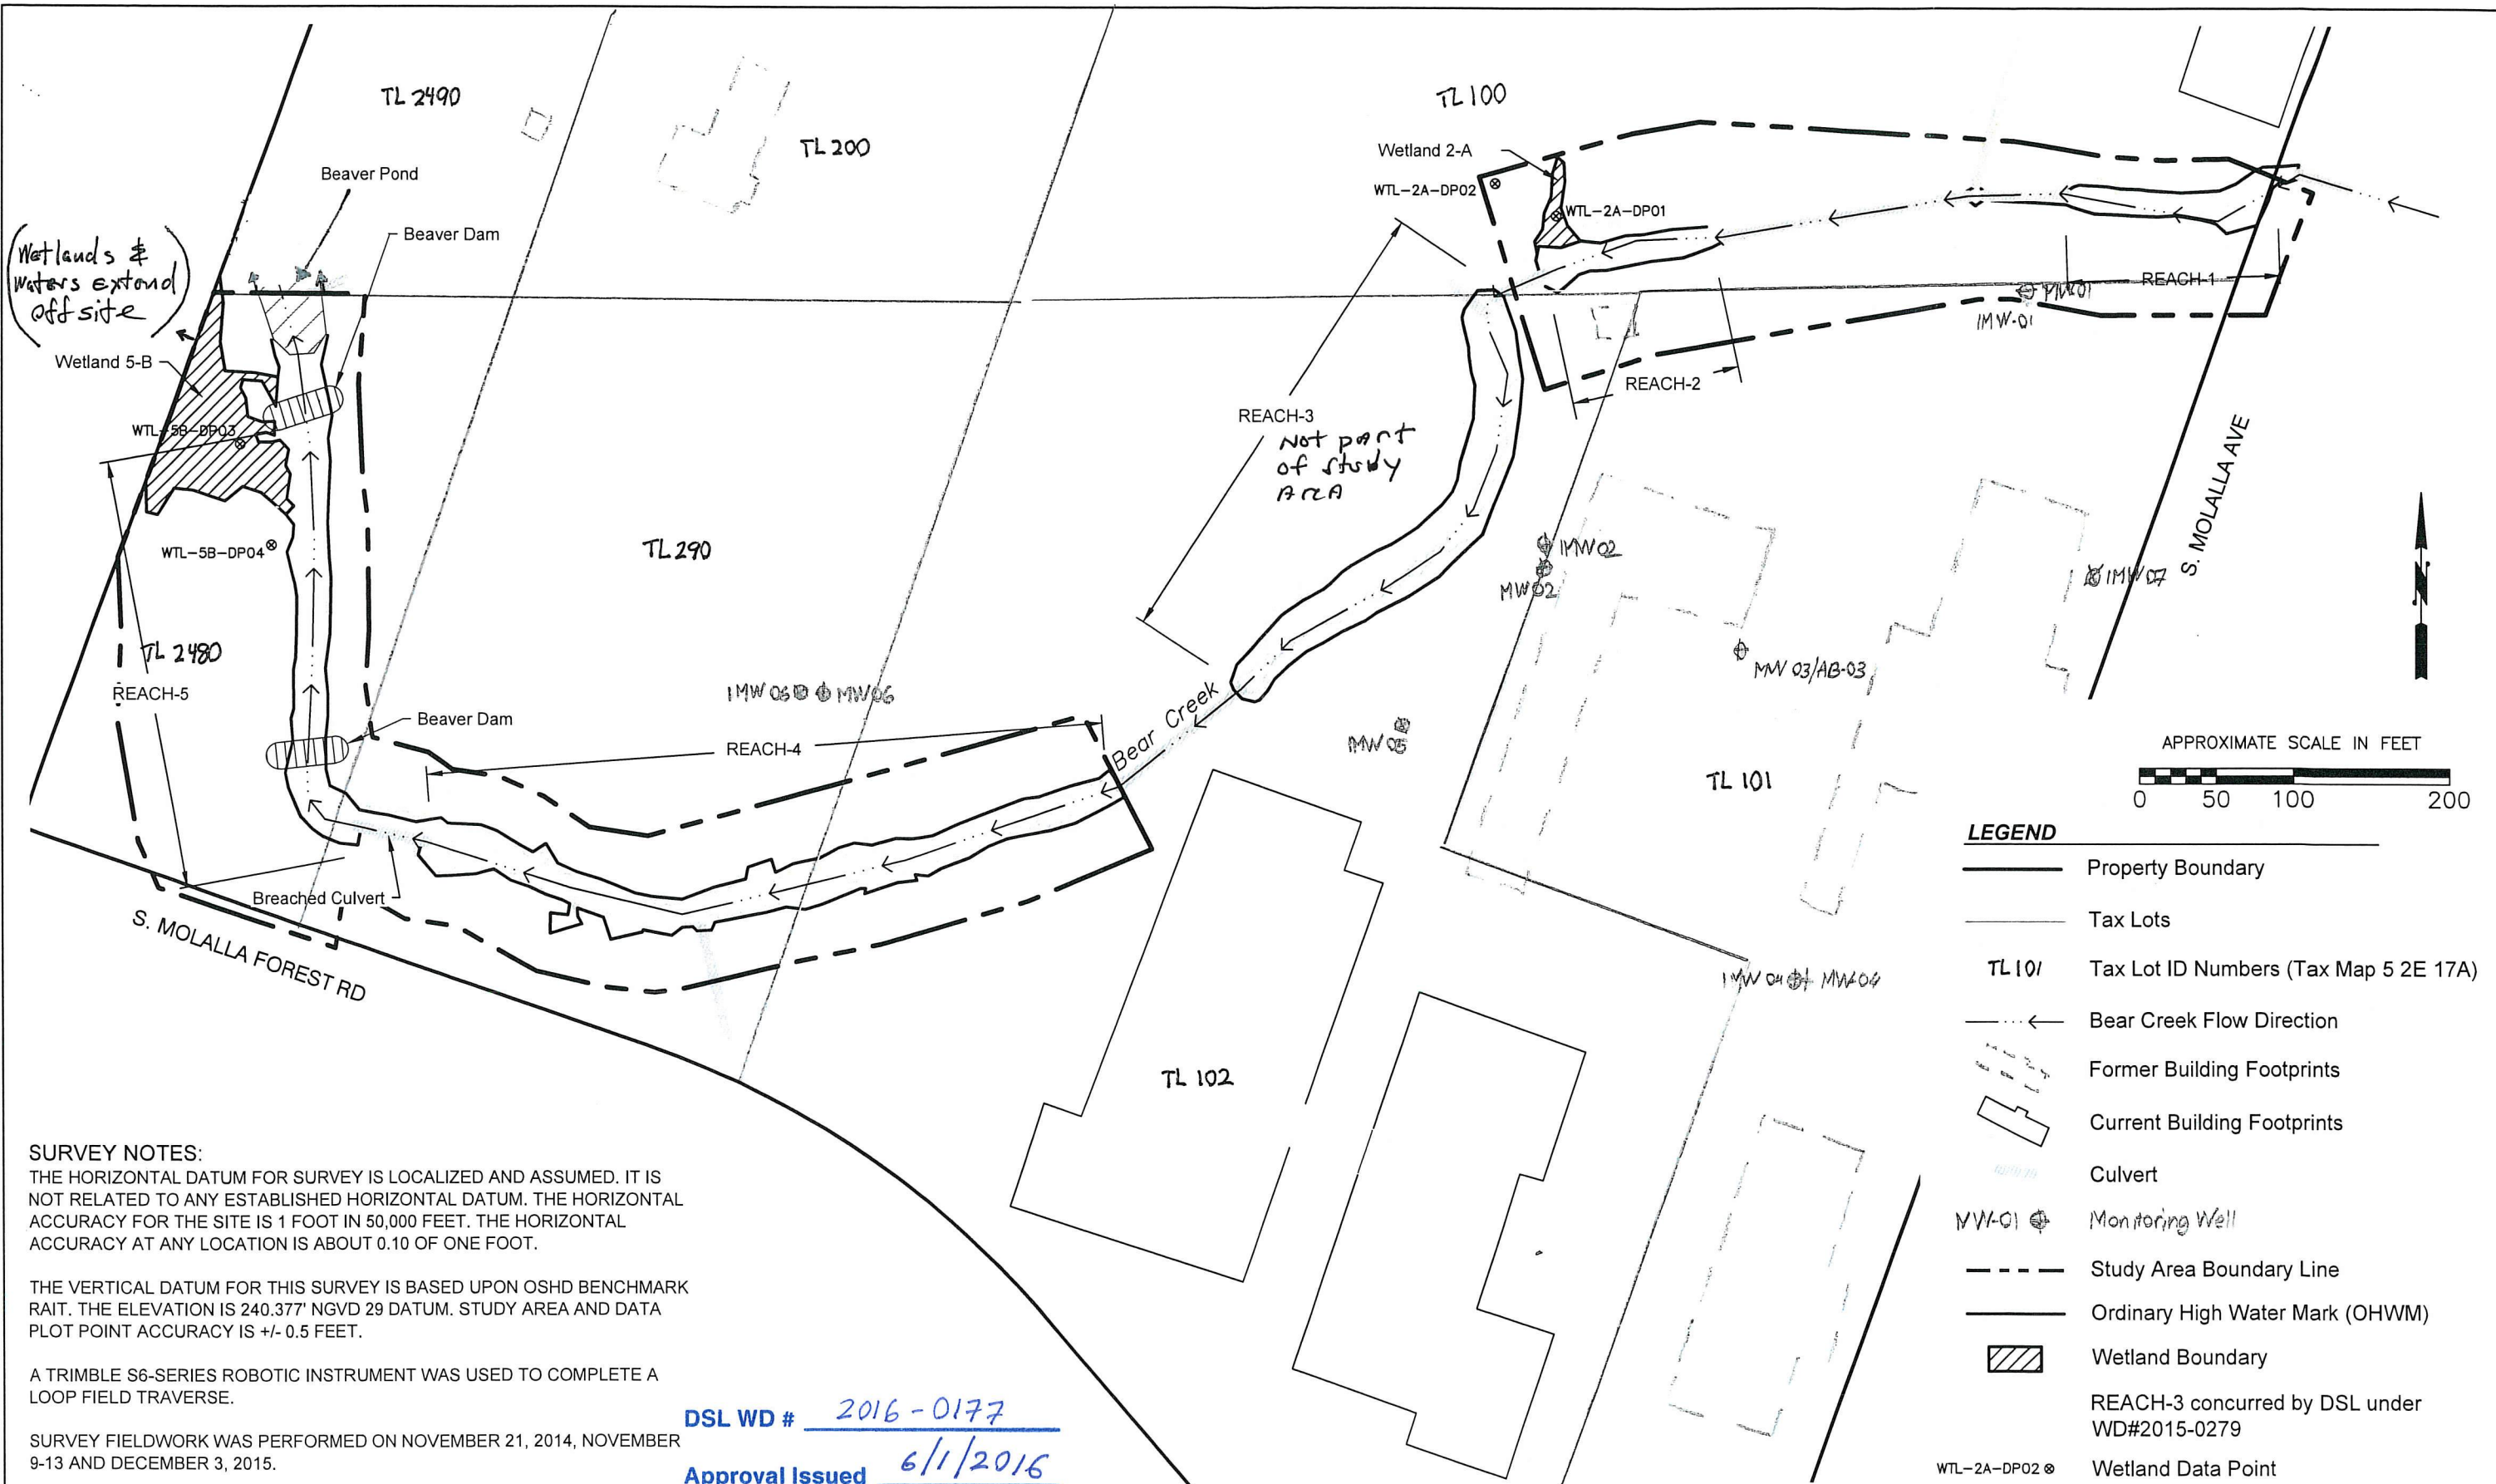 TL 2490
TL 200
TL 100
Beaver Pond
Beaver Dam
(Wetlands &
Waters extend
off site)
Wetland 5-B
WTL-5B-DP03
WTL-5B-DP04
TL 2480
REACH-5
Breached Culvert
S. MOLALLA FOREST RD
Beaver Dam
REACH-4
TL 290
IMW 06 MW06
Bear Creek
REACH-3
Not part
of study
Area
Wetland 2-A
WTL-2A-DP02
WTL-2A-DP01
REACH-2
REACH-1
IMW-01
S. MOLALLA AVE
IMW02
MW02
IMW 07
MW 03/AB-03
IMW 05
TL 101
IMW 04 MW04
TL 102
N
APPROXIMATE SCALE IN FEET
0 50 100 200
LEGEND
Property Boundary
Tax Lots
TL 101 Tax Lot ID Numbers (Tax Map 5 2E 17A)
Bear Creek Flow Direction
Former Building Footprints
Current Building Footprints
Culvert
MW-01 Monitoring Well
Study Area Boundary Line
Ordinary High Water Mark (OHWM)
Wetland Boundary
REACH-3 concurred by DSL under
WD#2015-0279
WTL-2A-DP02 Wetland Data Point
SURVEY NOTES:
THE HORIZONTAL DATUM FOR SURVEY IS LOCALIZED AND ASSUMED. IT IS
NOT RELATED TO ANY ESTABLISHED HORIZONTAL DATUM. THE HORIZONTAL
ACCURACY FOR THE SITE IS 1 FOOT IN 50,000 FEET. THE HORIZONTAL
ACCURACY AT ANY LOCATION IS ABOUT 0.10 OF ONE FOOT.
THE VERTICAL DATUM FOR THIS SURVEY IS BASED UPON OSHD BENCHMARK
RAIT. THE ELEVATION IS 240.377' NGVD 29 DATUM. STUDY AREA AND DATA
PLOT POINT ACCURACY IS +/- 0.5 FEET.
A TRIMBLE S6-SERIES ROBOTIC INSTRUMENT WAS USED TO COMPLETE A
LOOP FIELD TRAVERSE.
SURVEY FIELDWORK WAS PERFORMED ON NOVEMBER 21, 2014, NOVEMBER
9-13 AND DECEMBER 3, 2015.
DSL WD # 2016-0177
Approval Issued 6/1/2016